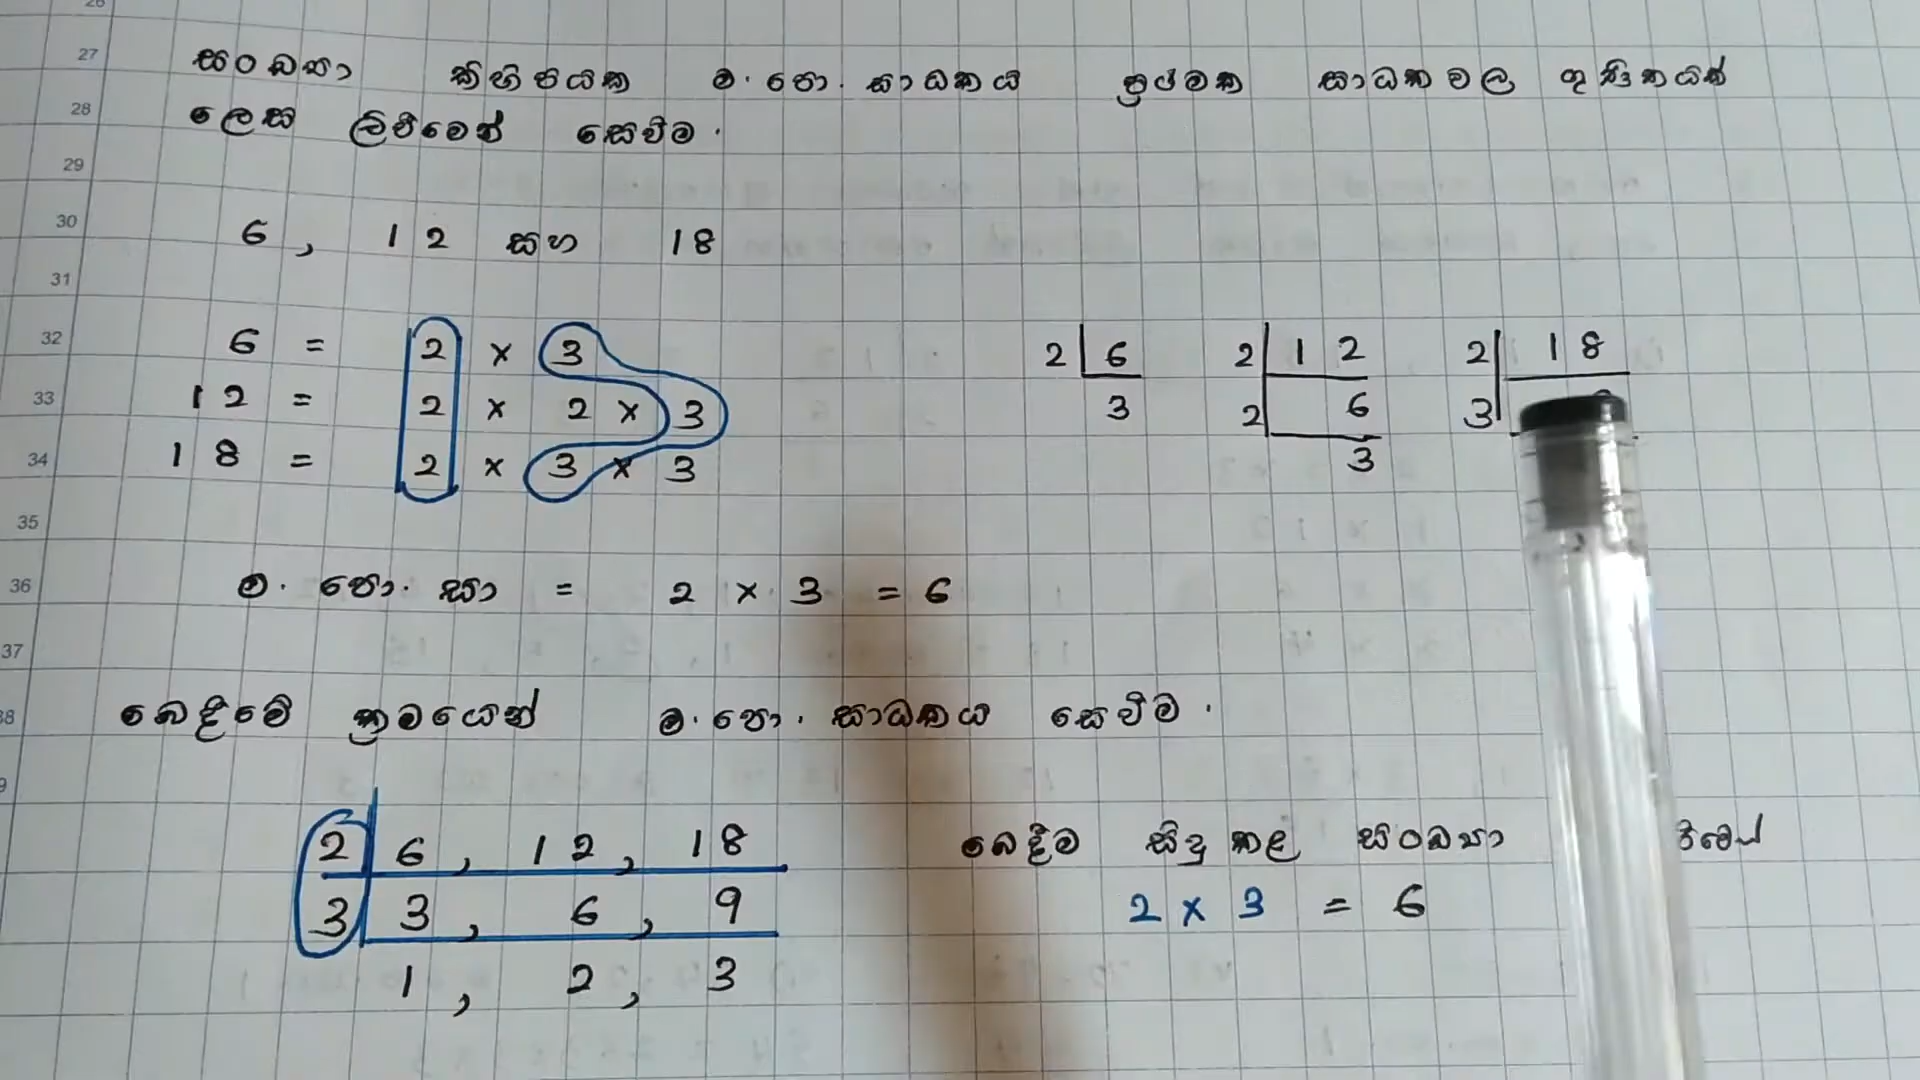 27 සංඛ්‍යා කිහිපයක ම. පො. සාධකය ප්‍රථමක සාධකවල ගුණිතයක්
28 ලෙස ලිවීමෙන් සෙවීම.
29
30 6, 12 සහ 18
31
32 6 = 2 × 3 2 6 2 12 2 18
33 12 = 2 × 2 × 3 3 2 6 3
34 18 = 2 × 3 × 3 3
35
36 ම. පො. සා = 2 × 3 = 6
37
38 බෙදීමේ ක්‍රමයෙන් ම. පො. සාධකය සෙවීම.
2 6, 12, 18 බෙදීම සිදු කළ සංඛ්‍යා
3 3, 6, 9 2 × 3 = 6
1, 2, 3